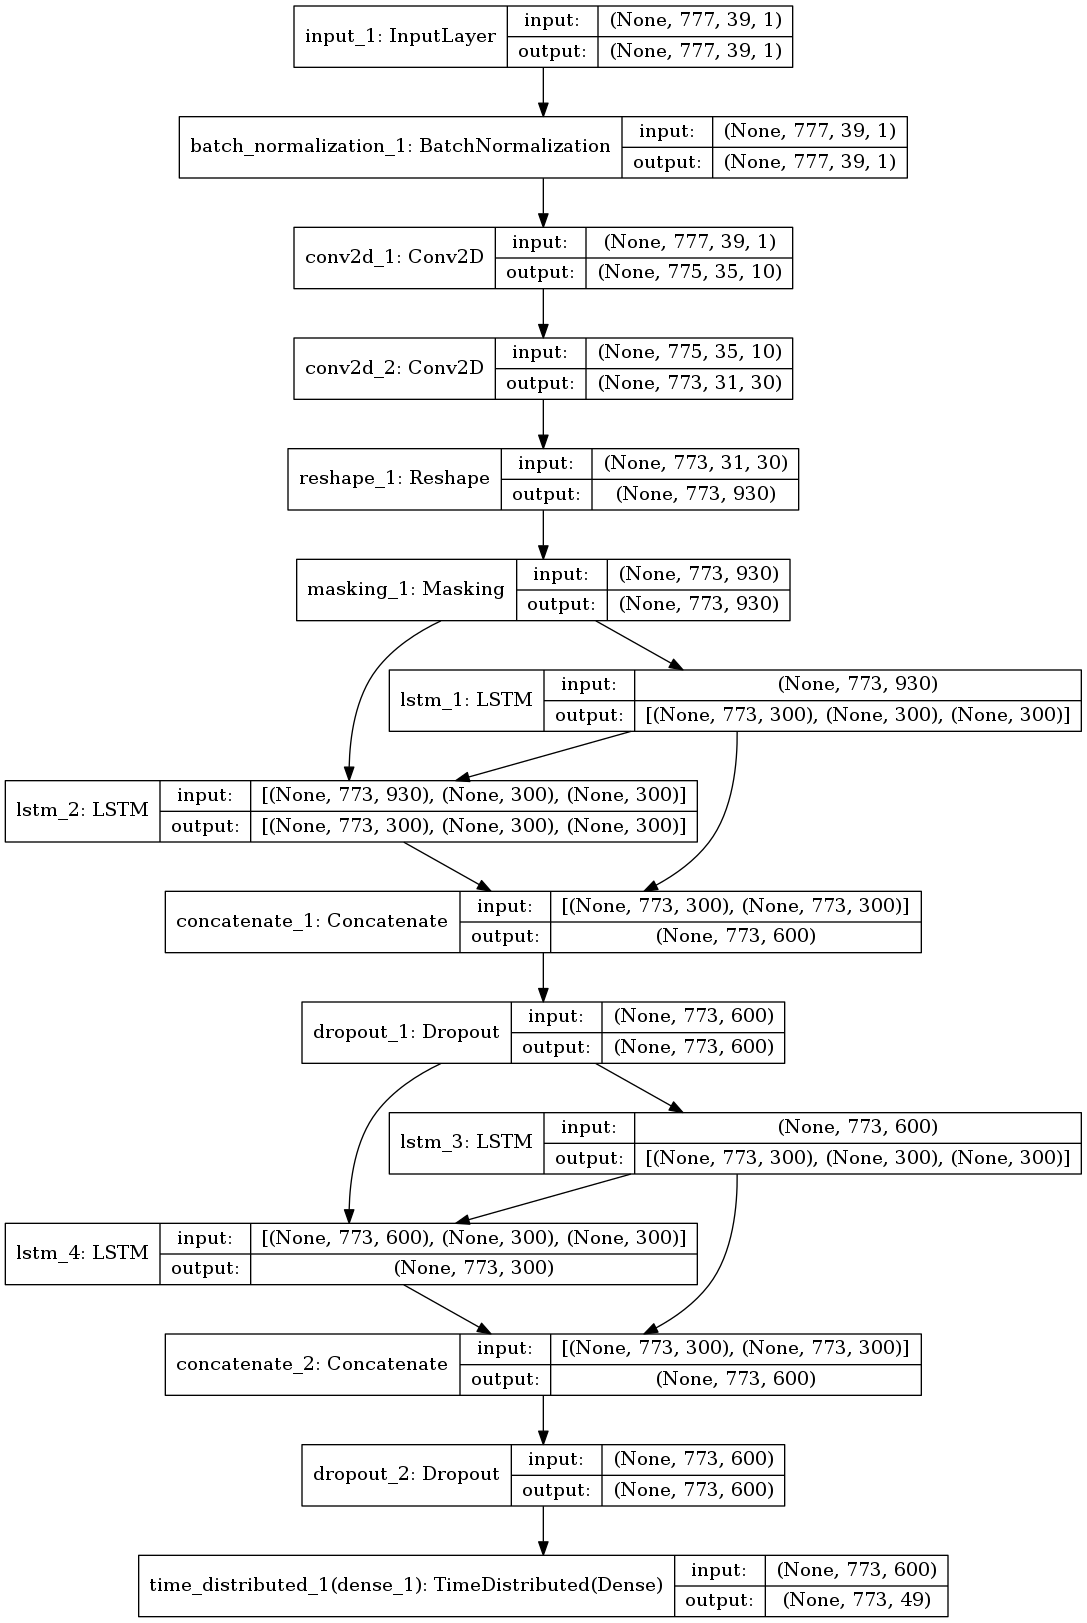 input_1: InputLayer
input: (None, 777, 39, 1)
output: (None, 777, 39, 1)
batch_normalization_1: BatchNormalization
input: (None, 777, 39, 1)
output: (None, 777, 39, 1)
conv2d_1: Conv2D
input: (None, 777, 39, 1)
output: (None, 775, 35, 10)
conv2d_2: Conv2D
input: (None, 775, 35, 10)
output: (None, 773, 31, 30)
reshape_1: Reshape
input: (None, 773, 31, 30)
output: (None, 773, 930)
masking_1: Masking
input: (None, 773, 930)
output: (None, 773, 930)
lstm_1: LSTM
input: (None, 773, 930)
output: [(None, 773, 300), (None, 300), (None, 300)]
lstm_2: LSTM
input: [(None, 773, 930), (None, 300), (None, 300)]
output: [(None, 773, 300), (None, 300), (None, 300)]
concatenate_1: Concatenate
input: [(None, 773, 300), (None, 773, 300)]
output: (None, 773, 600)
dropout_1: Dropout
input: (None, 773, 600)
output: (None, 773, 600)
lstm_3: LSTM
input: (None, 773, 600)
output: [(None, 773, 300), (None, 300), (None, 300)]
lstm_4: LSTM
input: [(None, 773, 600), (None, 300), (None, 300)]
output: (None, 773, 300)
concatenate_2: Concatenate
input: [(None, 773, 300), (None, 773, 300)]
output: (None, 773, 600)
dropout_2: Dropout
input: (None, 773, 600)
output: (None, 773, 600)
time_distributed_1(dense_1): TimeDistributed(Dense)
input: (None, 773, 600)
output: (None, 773, 49)